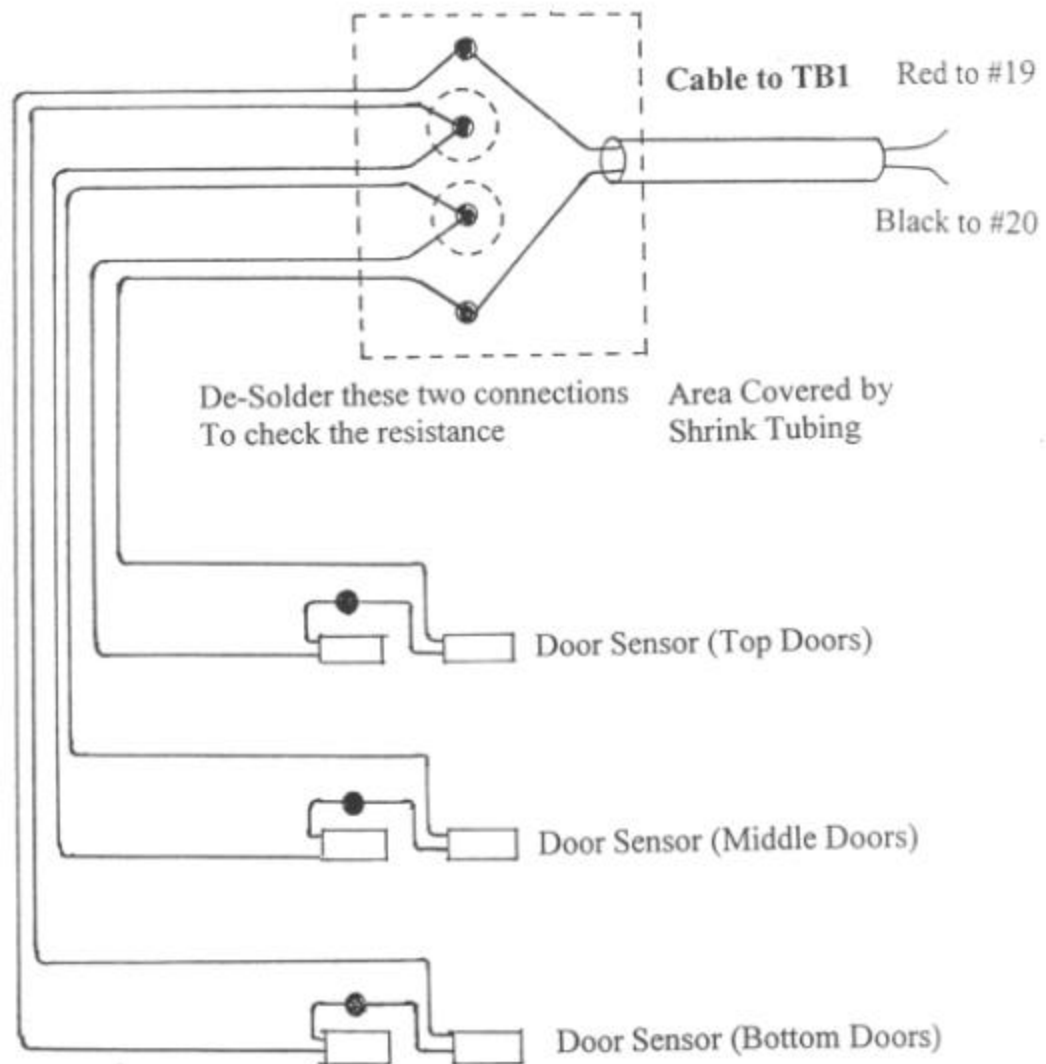 Cable to TB1
Red to #19
Black to #20
De-Solder these two connections
To check the resistance
Area Covered by
Shrink Tubing
Door Sensor (Top Doors)
Door Sensor (Middle Doors)
Door Sensor (Bottom Doors)